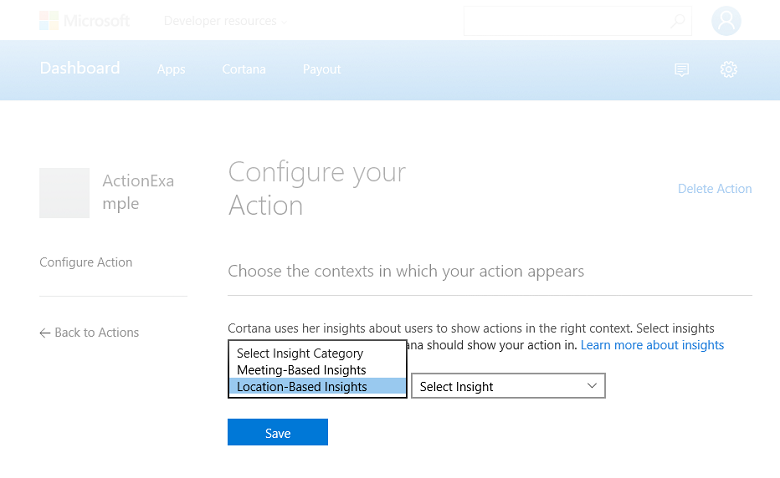 Microsoft Developer resources
Dashboard Apps Cortana Payout
ActionExa
mple
Configure your
Action
Delete Action
Configure Action
Choose the contexts in which your action appears
← Back to Actions
Cortana uses her insights about users to show actions in the right context. Select insights
ana should show your action in. Learn more about insights
Select Insight Category
Meeting-Based Insights
Location-Based Insights
Select Insight
Save